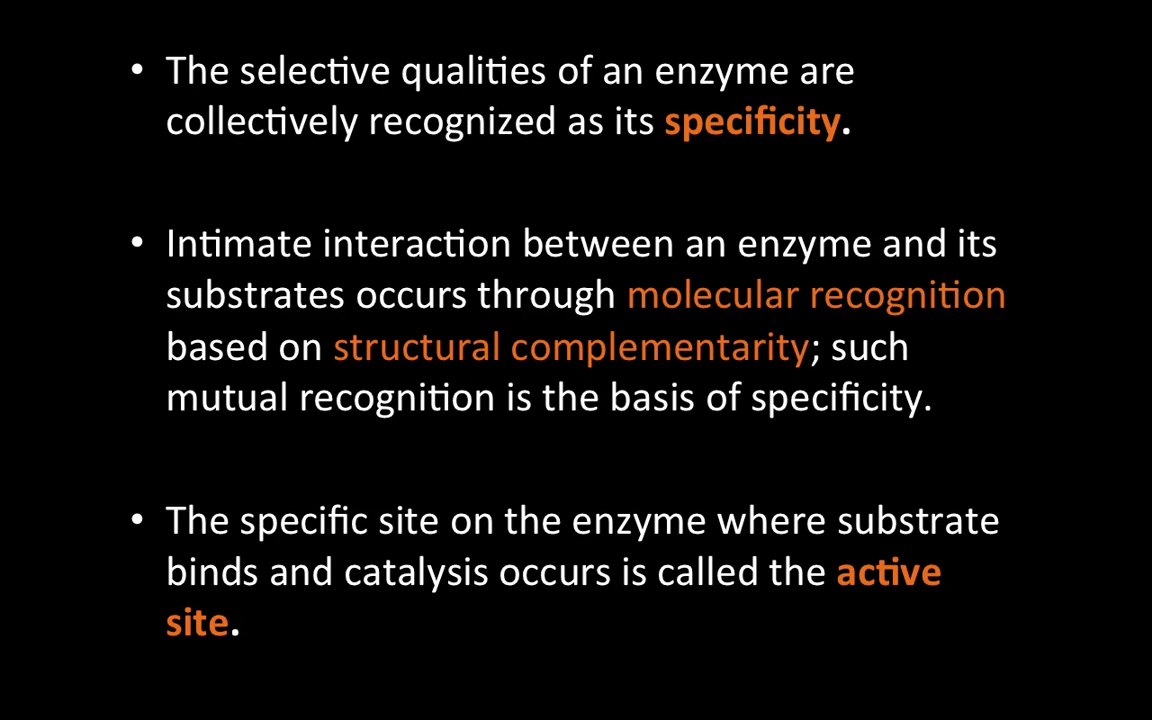 • The selective qualities of an enzyme are
collectively recognized as its specificity.
• Intimate interaction between an enzyme and its
substrates occurs through molecular recognition
based on structural complementarity; such
mutual recognition is the basis of specificity.
• The specific site on the enzyme where substrate
binds and catalysis occurs is called the active
site.